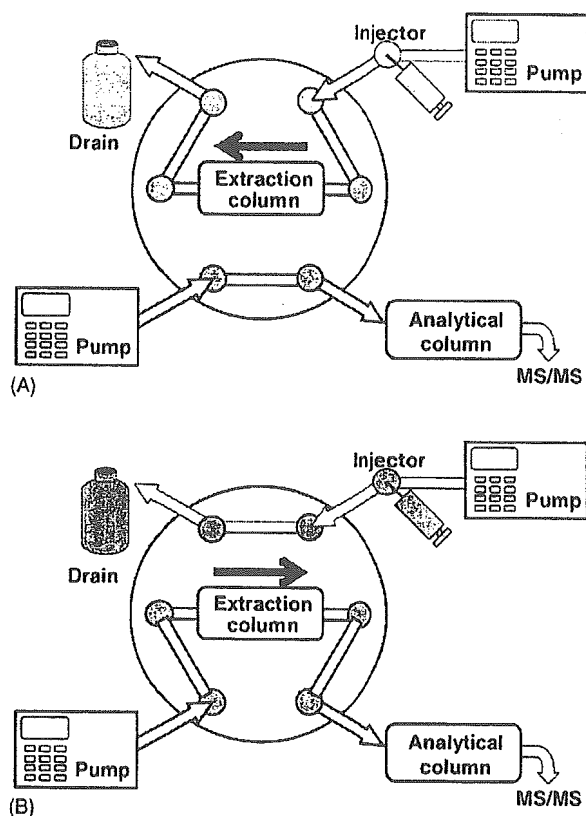 Injector
Pump
Drain
Extraction
column
Pump
Analytical
column
MS/MS
(A)
Injector
Pump
Drain
Extraction
column
Pump
Analytical
column
MS/MS
(B)